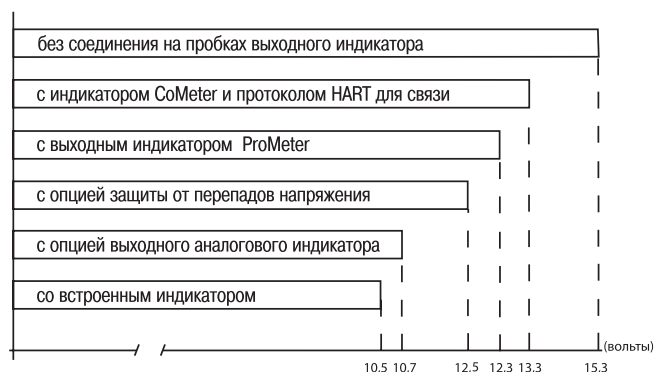 без соединения на пробках выходного индикатора
с индикатором CoMeter и протоколом HART для связи
с выходным индикатором ProMeter
с опцией защиты от перепадов напряжения
с опцией выходного аналогового индикатора
со встроенным индикатором
(вольты)
10.5 10.7 12.5 12.3 13.3 15.3